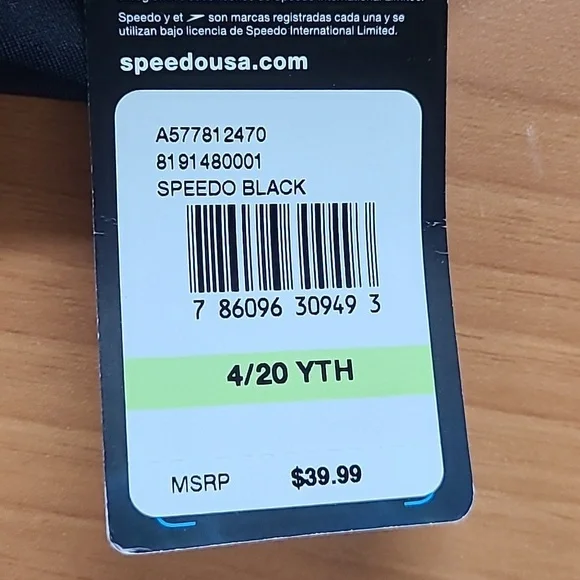 Speedo y et son marcas registradas cada una y se
utilizan bajo licencia de Speedo International Limited.
speedousa.com
A577812470
8191480001
SPEEDO BLACK
7 86096 30949 3
4/20 YTH
MSRP $39.99